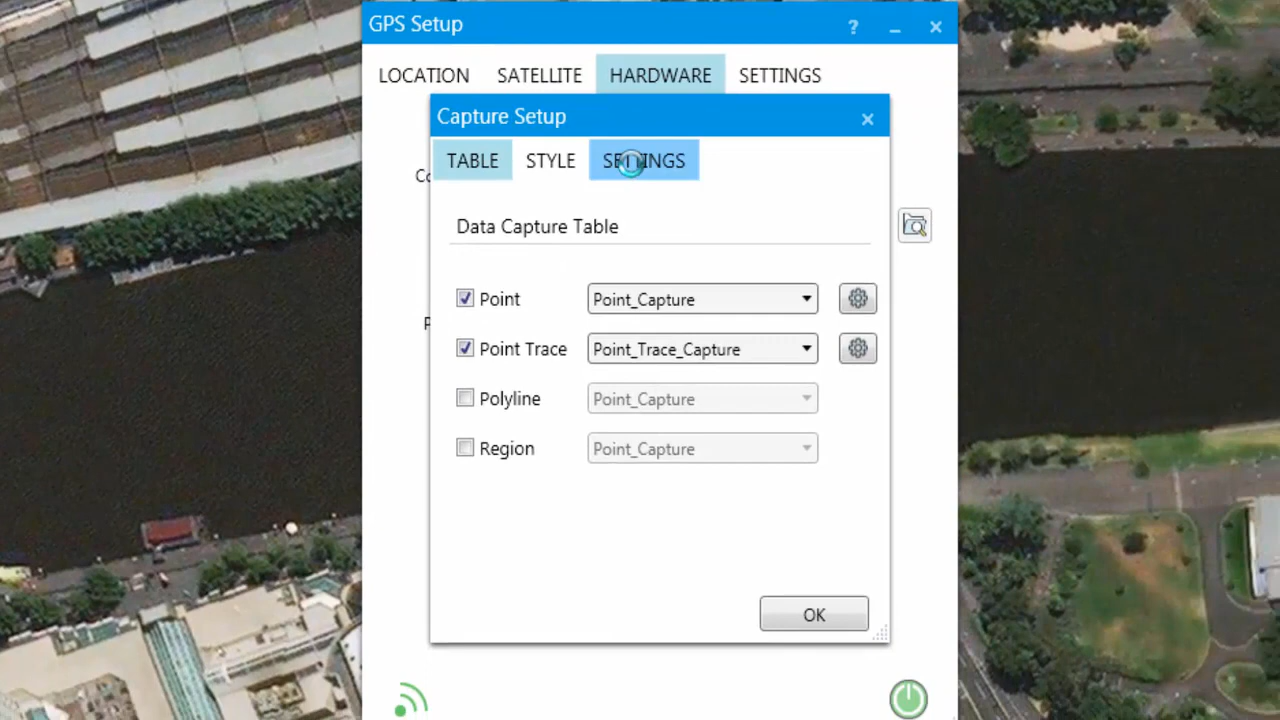 GPS Setup
?
LOCATION SATELLITE HARDWARE SETTINGS
Capture Setup
TABLE STYLE SETTINGS
Data Capture Table
Point Point_Capture
Point Trace Point_Trace_Capture
Polyline Point_Capture
Region Point_Capture
OK